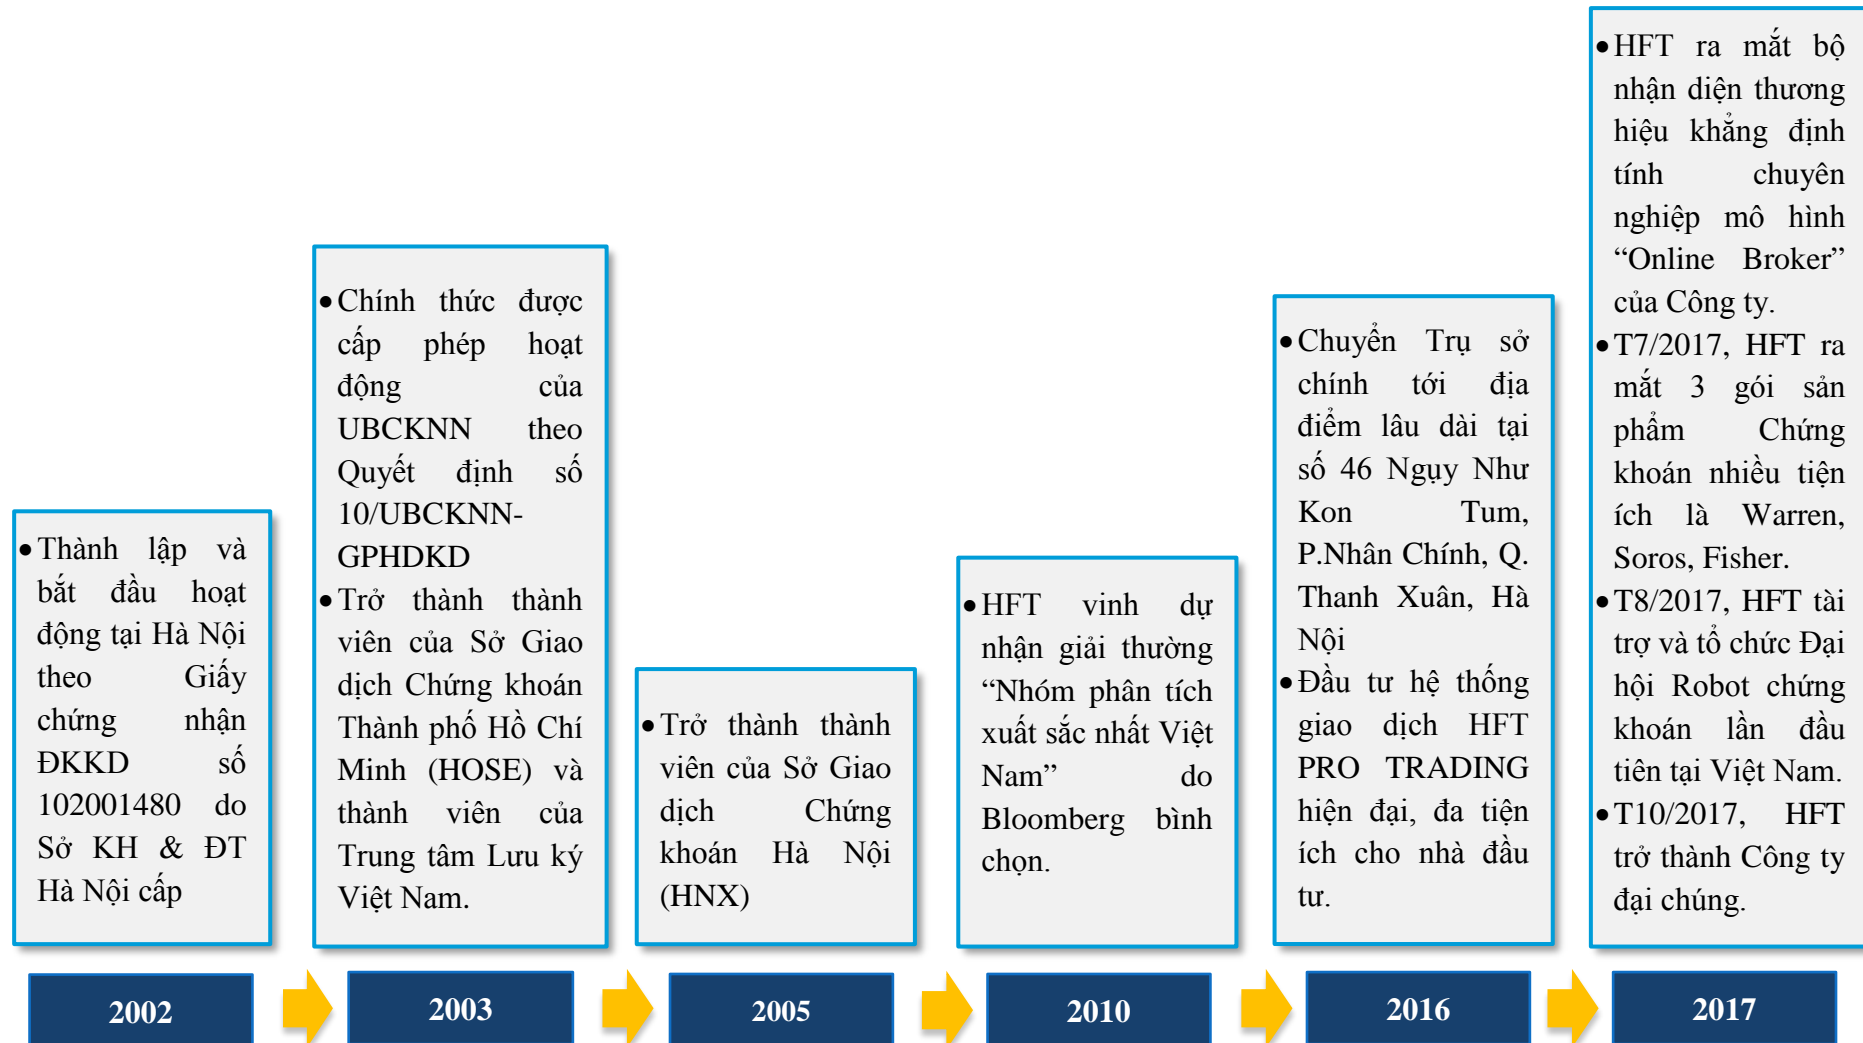 •Thành lập và
bắt đầu hoạt
động tại Hà Nội
theo Giấy
chứng nhận
ĐKKD số
102001480 do
Sở KH & ĐT
Hà Nội cấp
2002
•Chính thức được
cấp phép hoạt
động của
UBCKNN theo
Quyết định số
10/UBCKNN-
GPHDKD
•Trở thành thành
viên của Sở Giao
dịch Chứng khoán
Thành phố Hồ Chí
Minh (HOSE) và
thành viên của
Trung tâm Lưu ký
Việt Nam.
2003
•Trở thành thành
viên của Sở Giao
dịch Chứng
khoán Hà Nội
(HNX)
2005
•HFT vinh dự
nhận giải thường
“Nhóm phân tích
xuất sắc nhất Việt
Nam” do
Bloomberg bình
chọn.
2010
•Chuyển Trụ sở
chính tới địa
điểm lâu dài tại
số 46 Ngụy Như
Kon Tum,
P.Nhân Chính, Q.
Thanh Xuân, Hà
Nội
•Đầu tư hệ thống
giao dịch HFT
PRO TRADING
hiện đại, đa tiện
ích cho nhà đầu
tư.
2016
•HFT ra mắt bộ
nhận diện thương
hiệu khẳng định
tính chuyên
nghiệp mô hình
“Online Broker”
của Công ty.
•T7/2017, HFT ra
mắt 3 gói sản
phẩm Chứng
khoán nhiều tiện
ích là Warren,
Soros, Fisher.
•T8/2017, HFT tài
trợ và tổ chức Đại
hội Robot chứng
khoán lần đầu
tiên tại Việt Nam.
•T10/2017, HFT
trở thành Công ty
đại chúng.
2017